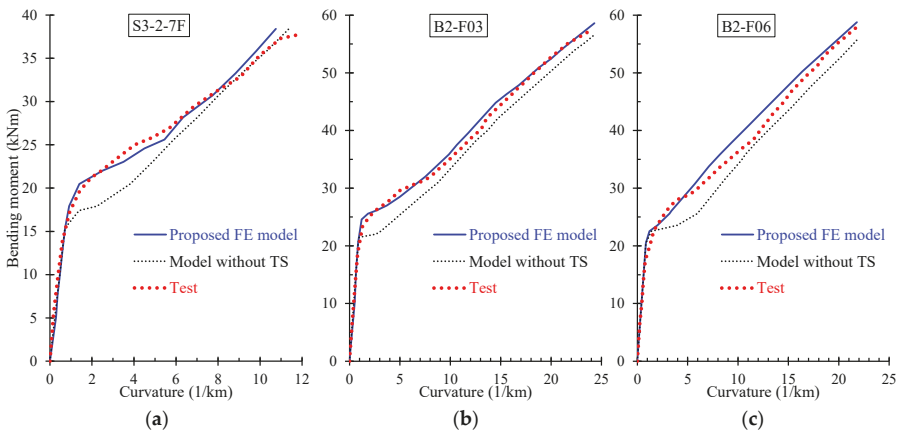 S3-2-7F
B2-F03
B2-F06
Bending moment (kNm)
40
35
30
25
20
15
10
5
0
0 2 4 6 8 10 12
Curvature (1/km)
Proposed FE model
Model without TS
Test
(a)
60
50
40
30
20
10
0
0 5 10 15 20 25
Curvature (1/km)
Proposed FE model
Model without TS
Test
(b)
60
50
40
30
20
10
0
0 5 10 15 20 25
Curvature (1/km)
Proposed FE model
Model without TS
Test
(c)